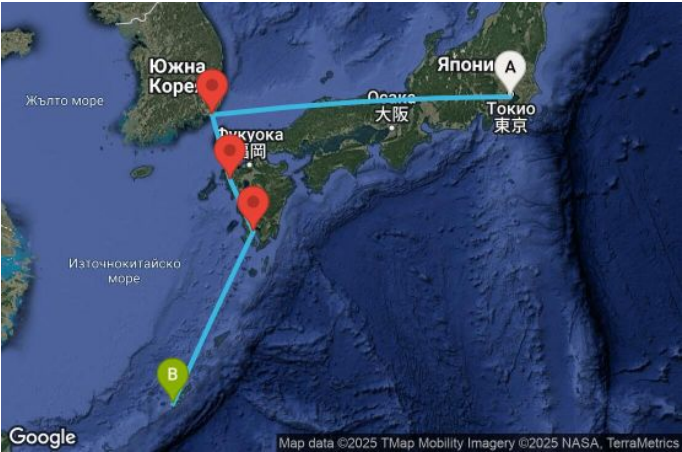 Южна
Корея
Жълто море
Япония
A
Осака
大阪
Токио
東京
Фукуока
福岡
Източнокитайско
море
B
Google
Map data ©2025 TMap Mobility Imagery ©2025 NASA, TerraMetrics